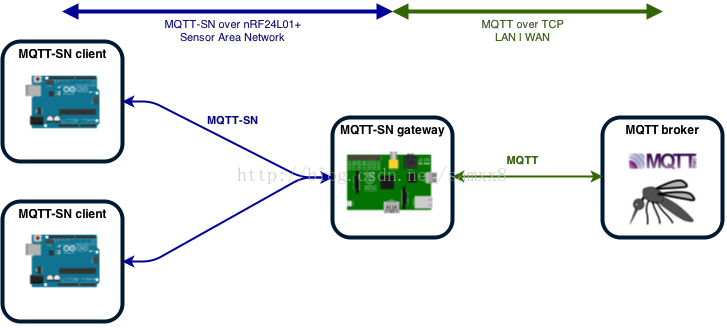 MQTT-SN over nRF24L01+
Sensor Area Network
MQTT over TCP
LAN | WAN
MQTT-SN client
MQTT-SN
MQTT-SN gateway
MQTT
MQTT broker
MQTT
http://blog.csdn.net/samxx8
MQTT-SN client